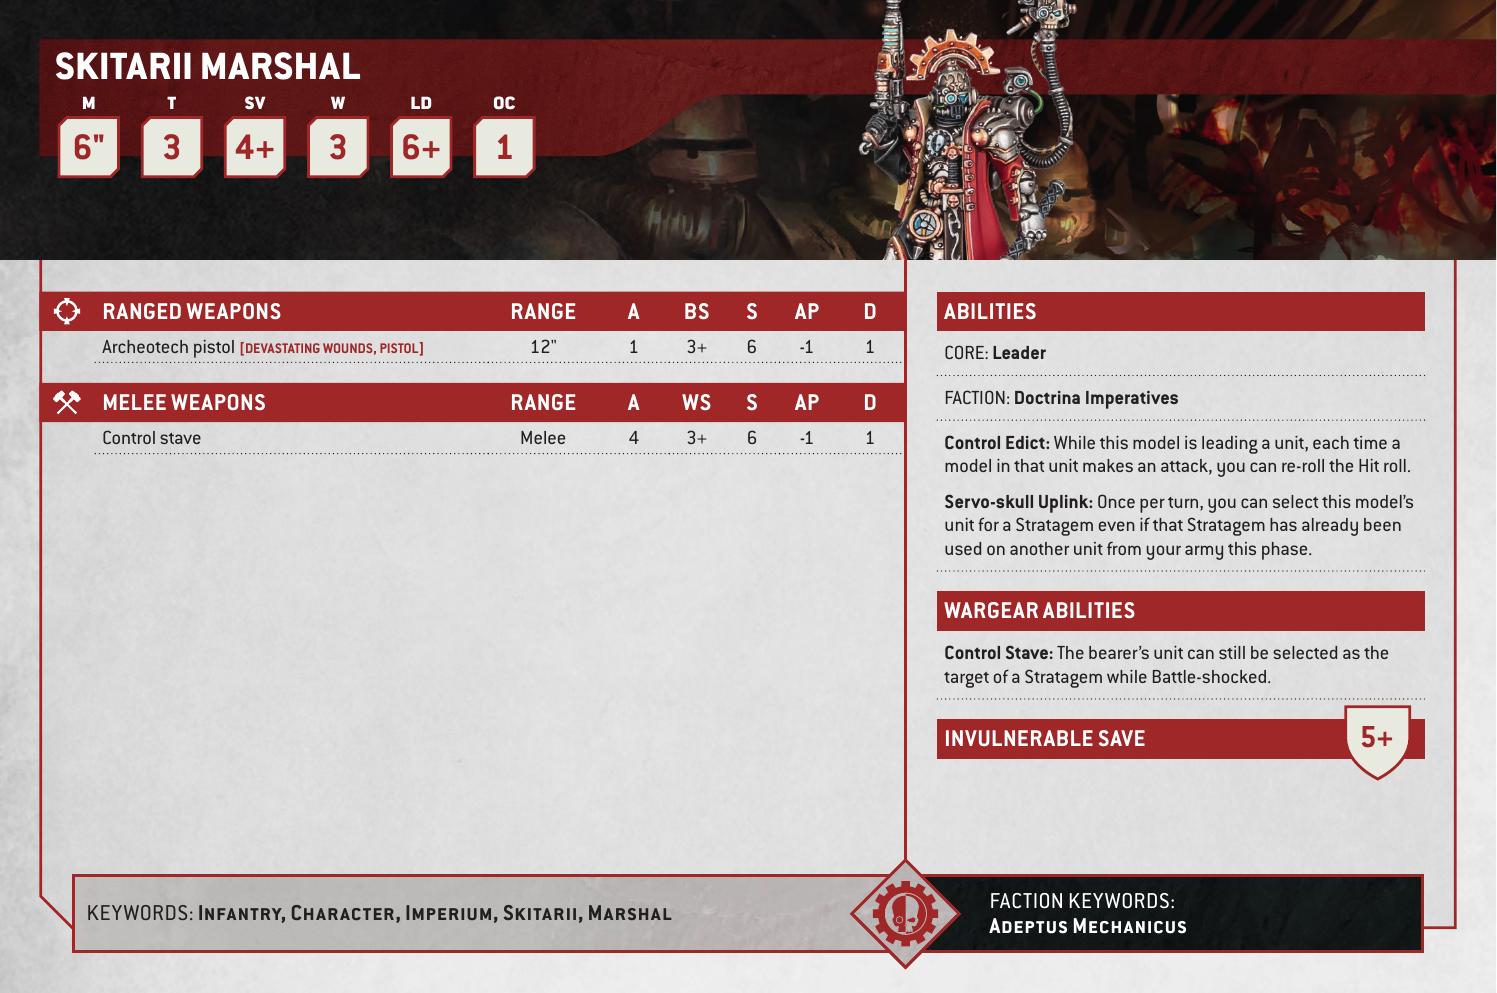 SKITARII MARSHAL
M T SV W LD OC
6" 3 4+ 3 6+ 1
RANGED WEAPONS RANGE A BS S AP D
Archeotech pistol [DEVASTATING WOUNDS, PISTOL] 12" 1 3+ 6 -1 1
MELEE WEAPONS RANGE A WS S AP D
Control stave Melee 4 3+ 6 -1 1
ABILITIES
CORE: Leader
FACTION: Doctrina Imperatives
Control Edict: While this model is leading a unit, each time a
model in that unit makes an attack, you can re-roll the Hit roll.
Servo-skull Uplink: Once per turn, you can select this model's
unit for a Stratagem even if that Stratagem has already been
used on another unit from your army this phase.
WARGEAR ABILITIES
Control Stave: The bearer's unit can still be selected as the
target of a Stratagem while Battle-shocked.
INVULNERABLE SAVE 5+
KEYWORDS: INFANTRY, CHARACTER, IMPERIUM, SKITARII, MARSHAL
FACTION KEYWORDS:
ADEPTUS MECHANICUS